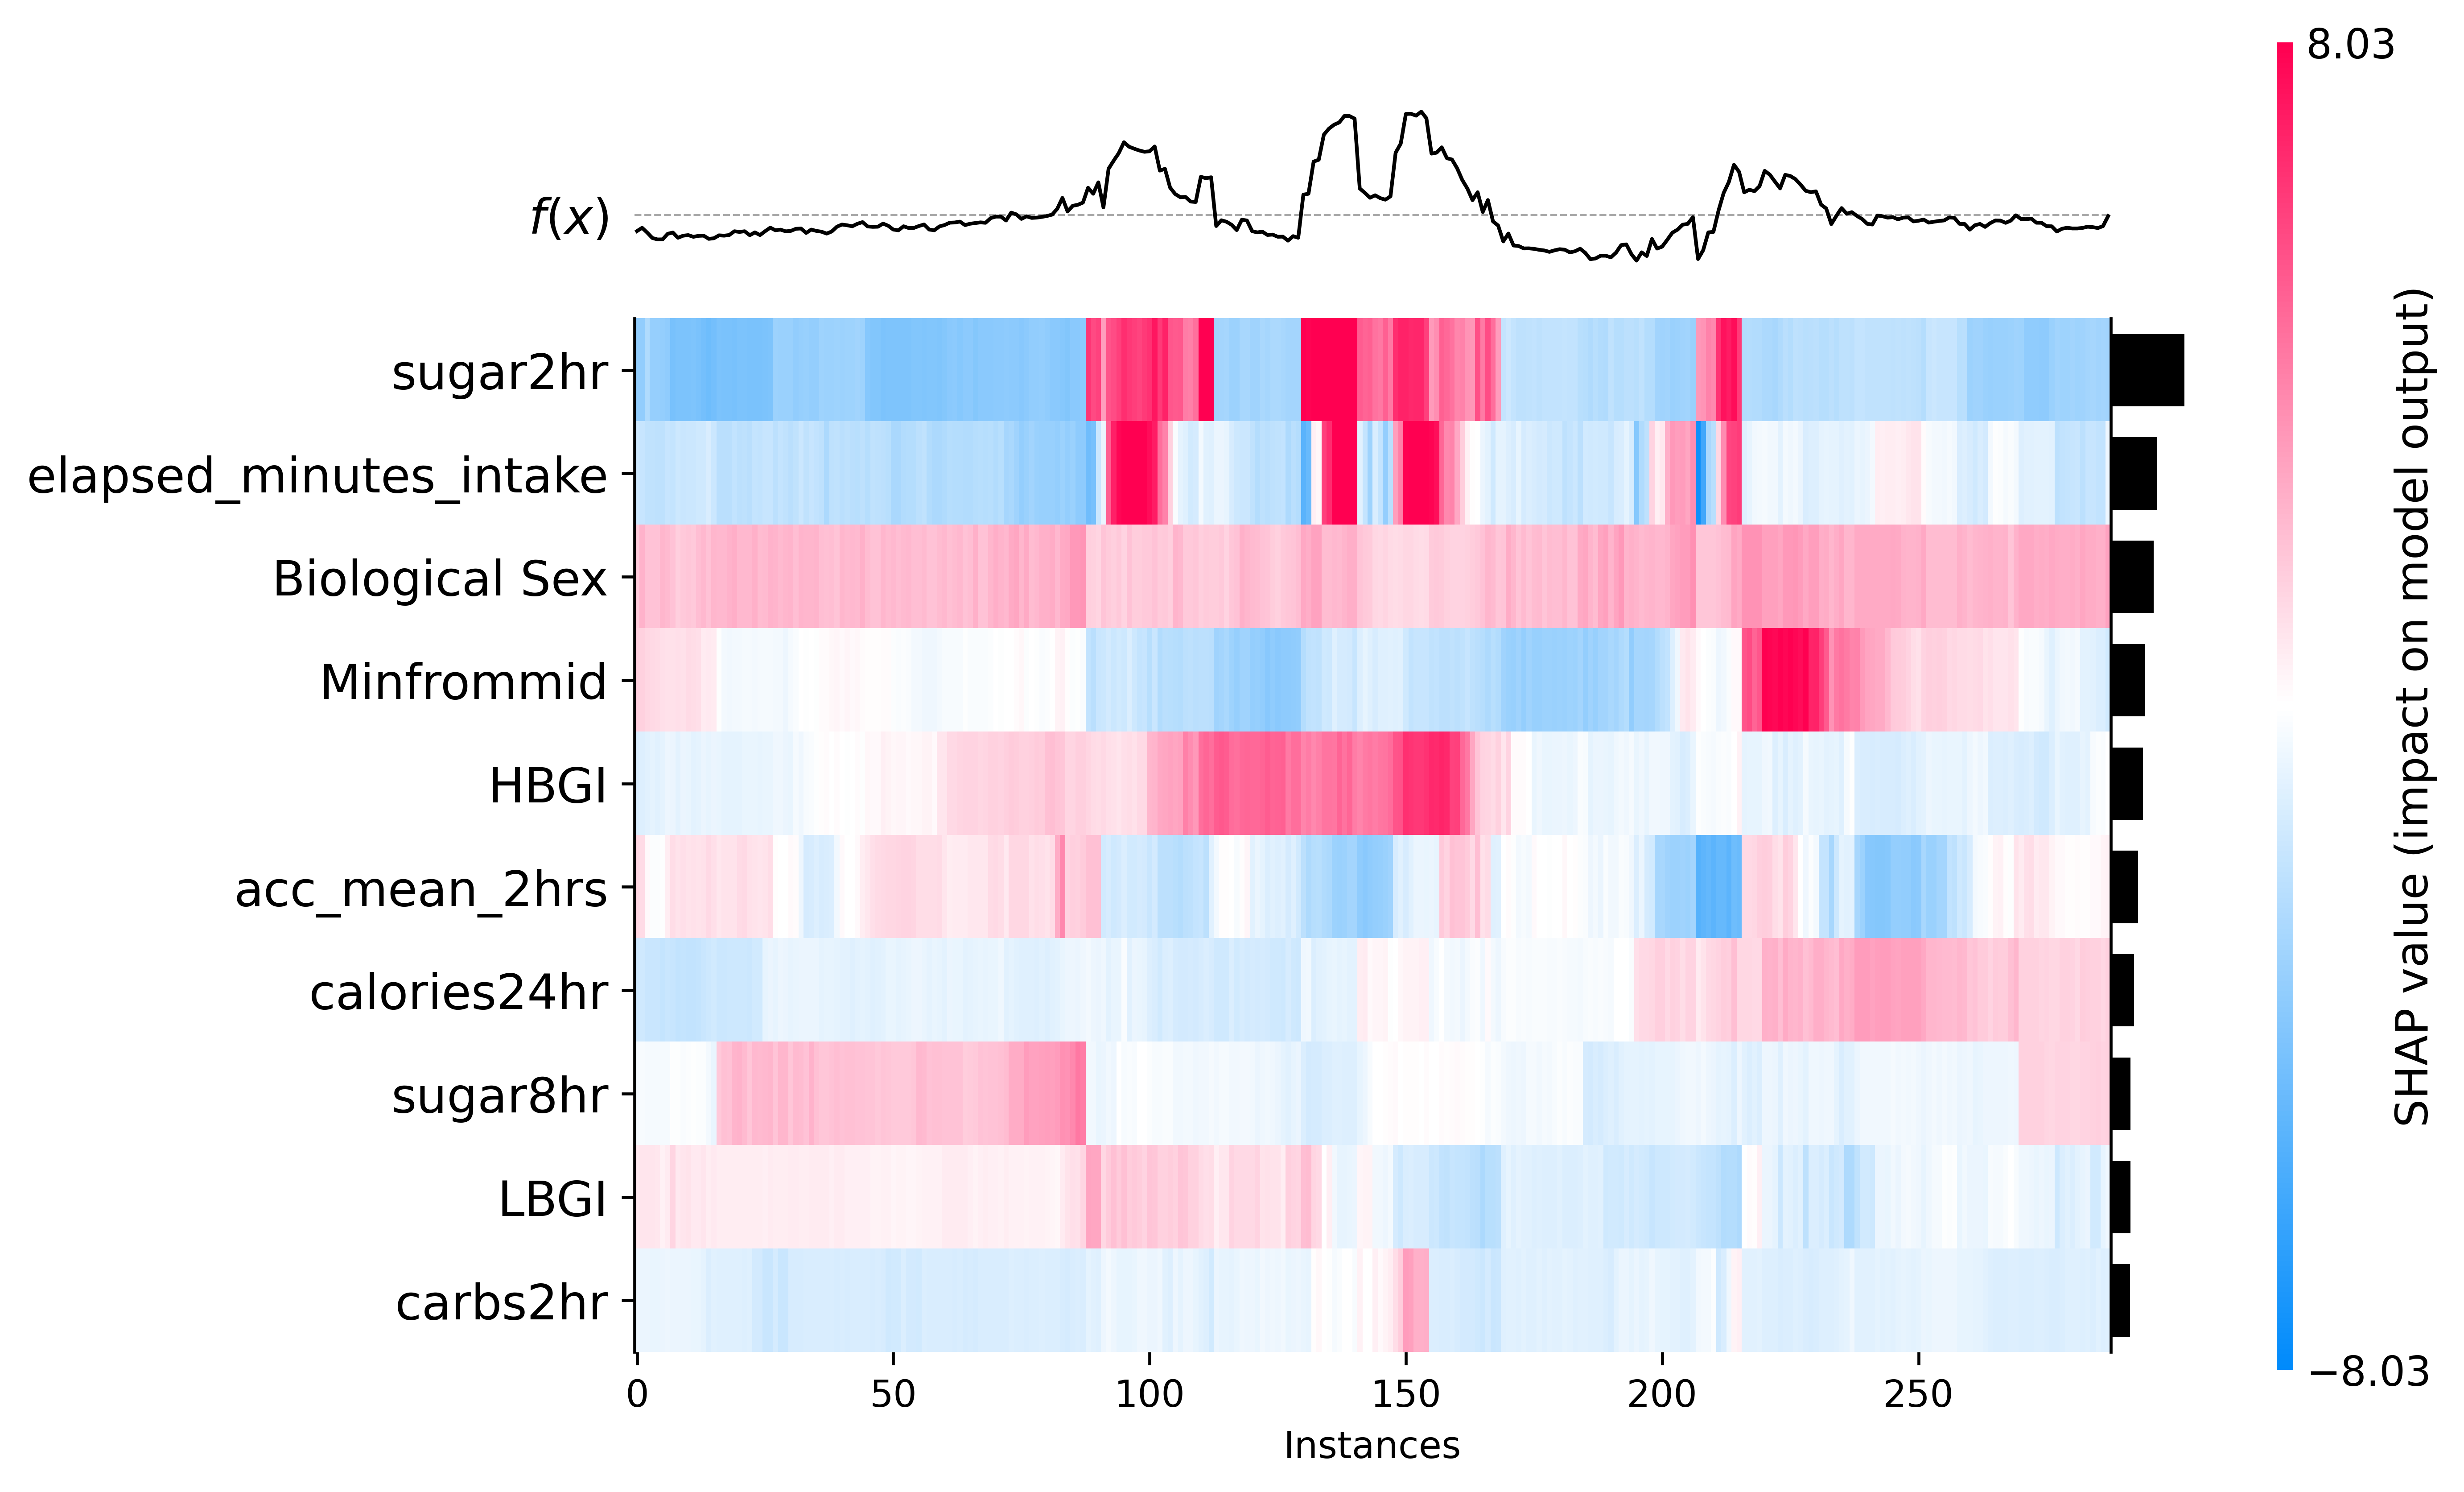 8.03
f(x)
sugar2hr
elapsed_minutes_intake
Biological Sex
Minfrommid
HBGI
acc_mean_2hrs
calories24hr
sugar8hr
LBGI
carbs2hr
0 50 100 150 200 250
Instances
SHAP value (impact on model output)
−8.03